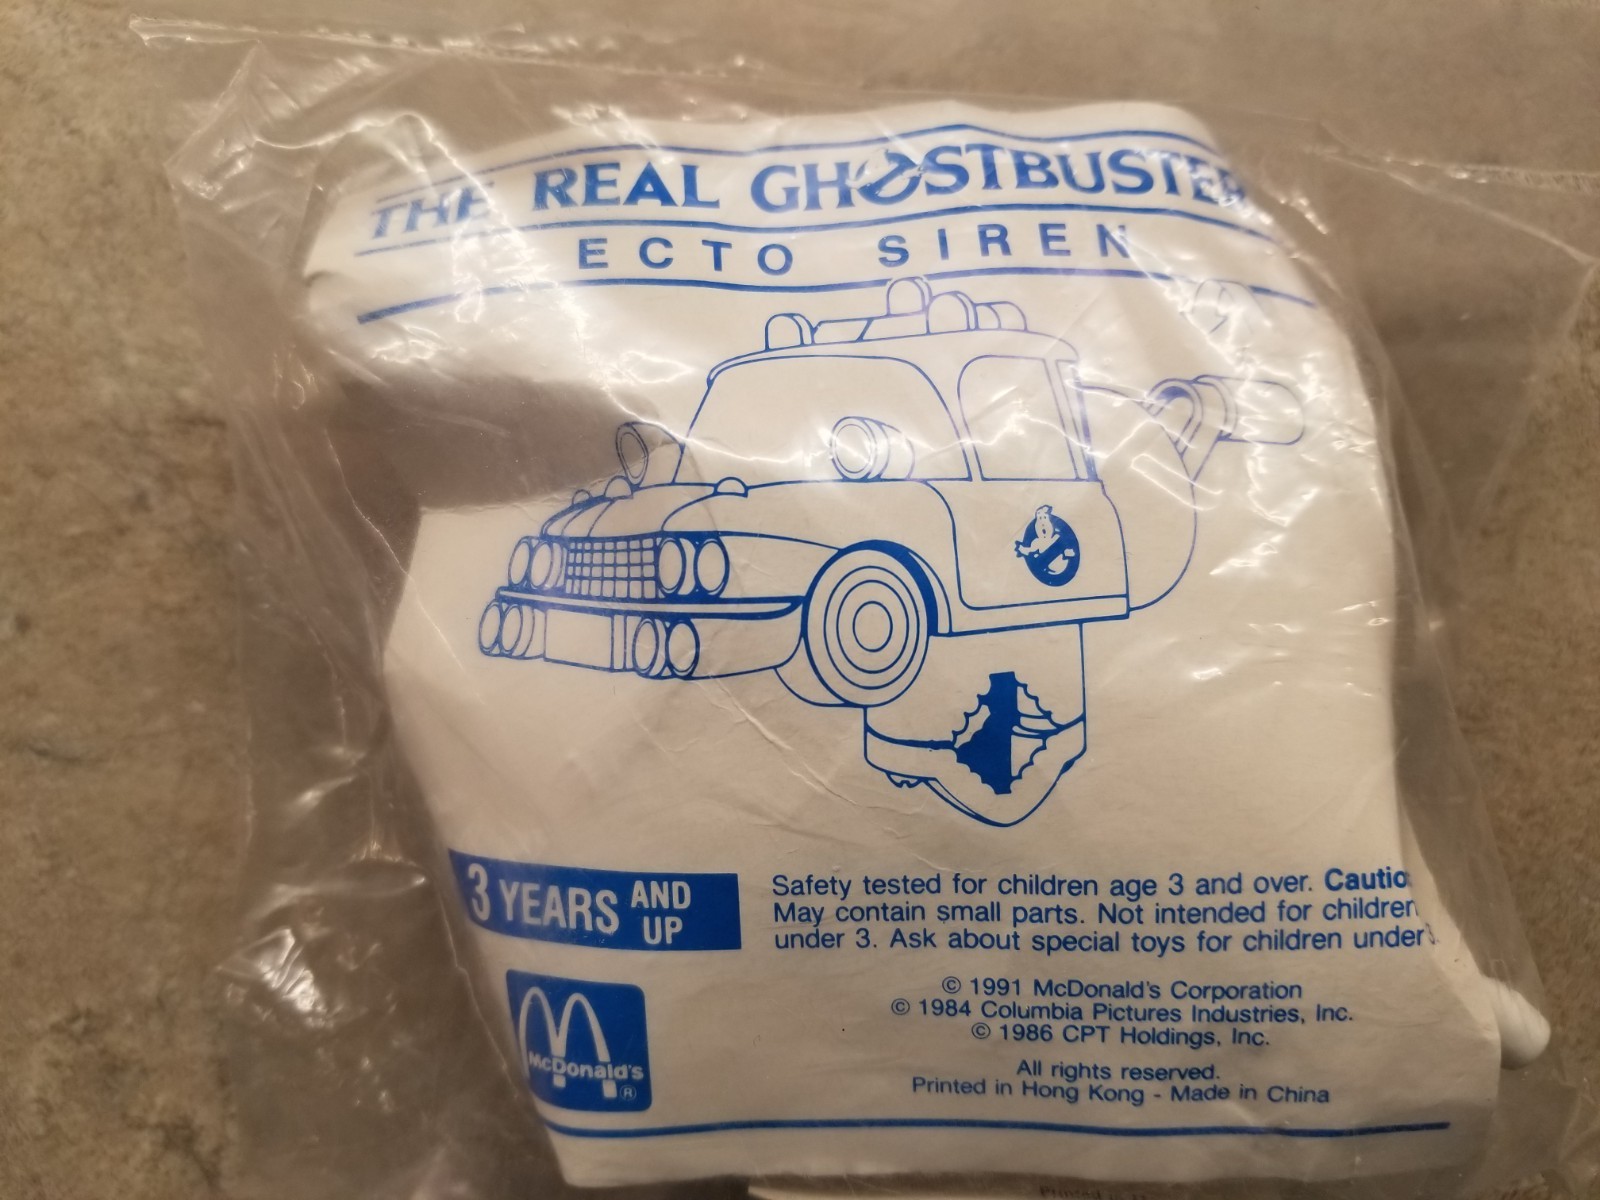 THE REAL GHOSTBUSTER
ECTO SIREN
3 YEARS AND UP
Safety tested for children age 3 and over. Cautio
May contain small parts. Not intended for children
under 3. Ask about special toys for children under 3.
© 1991 McDonald's Corporation
© 1984 Columbia Pictures Industries, Inc.
© 1986 CPT Holdings, Inc.
All rights reserved.
Printed in Hong Kong - Made in China
McDonald's
®